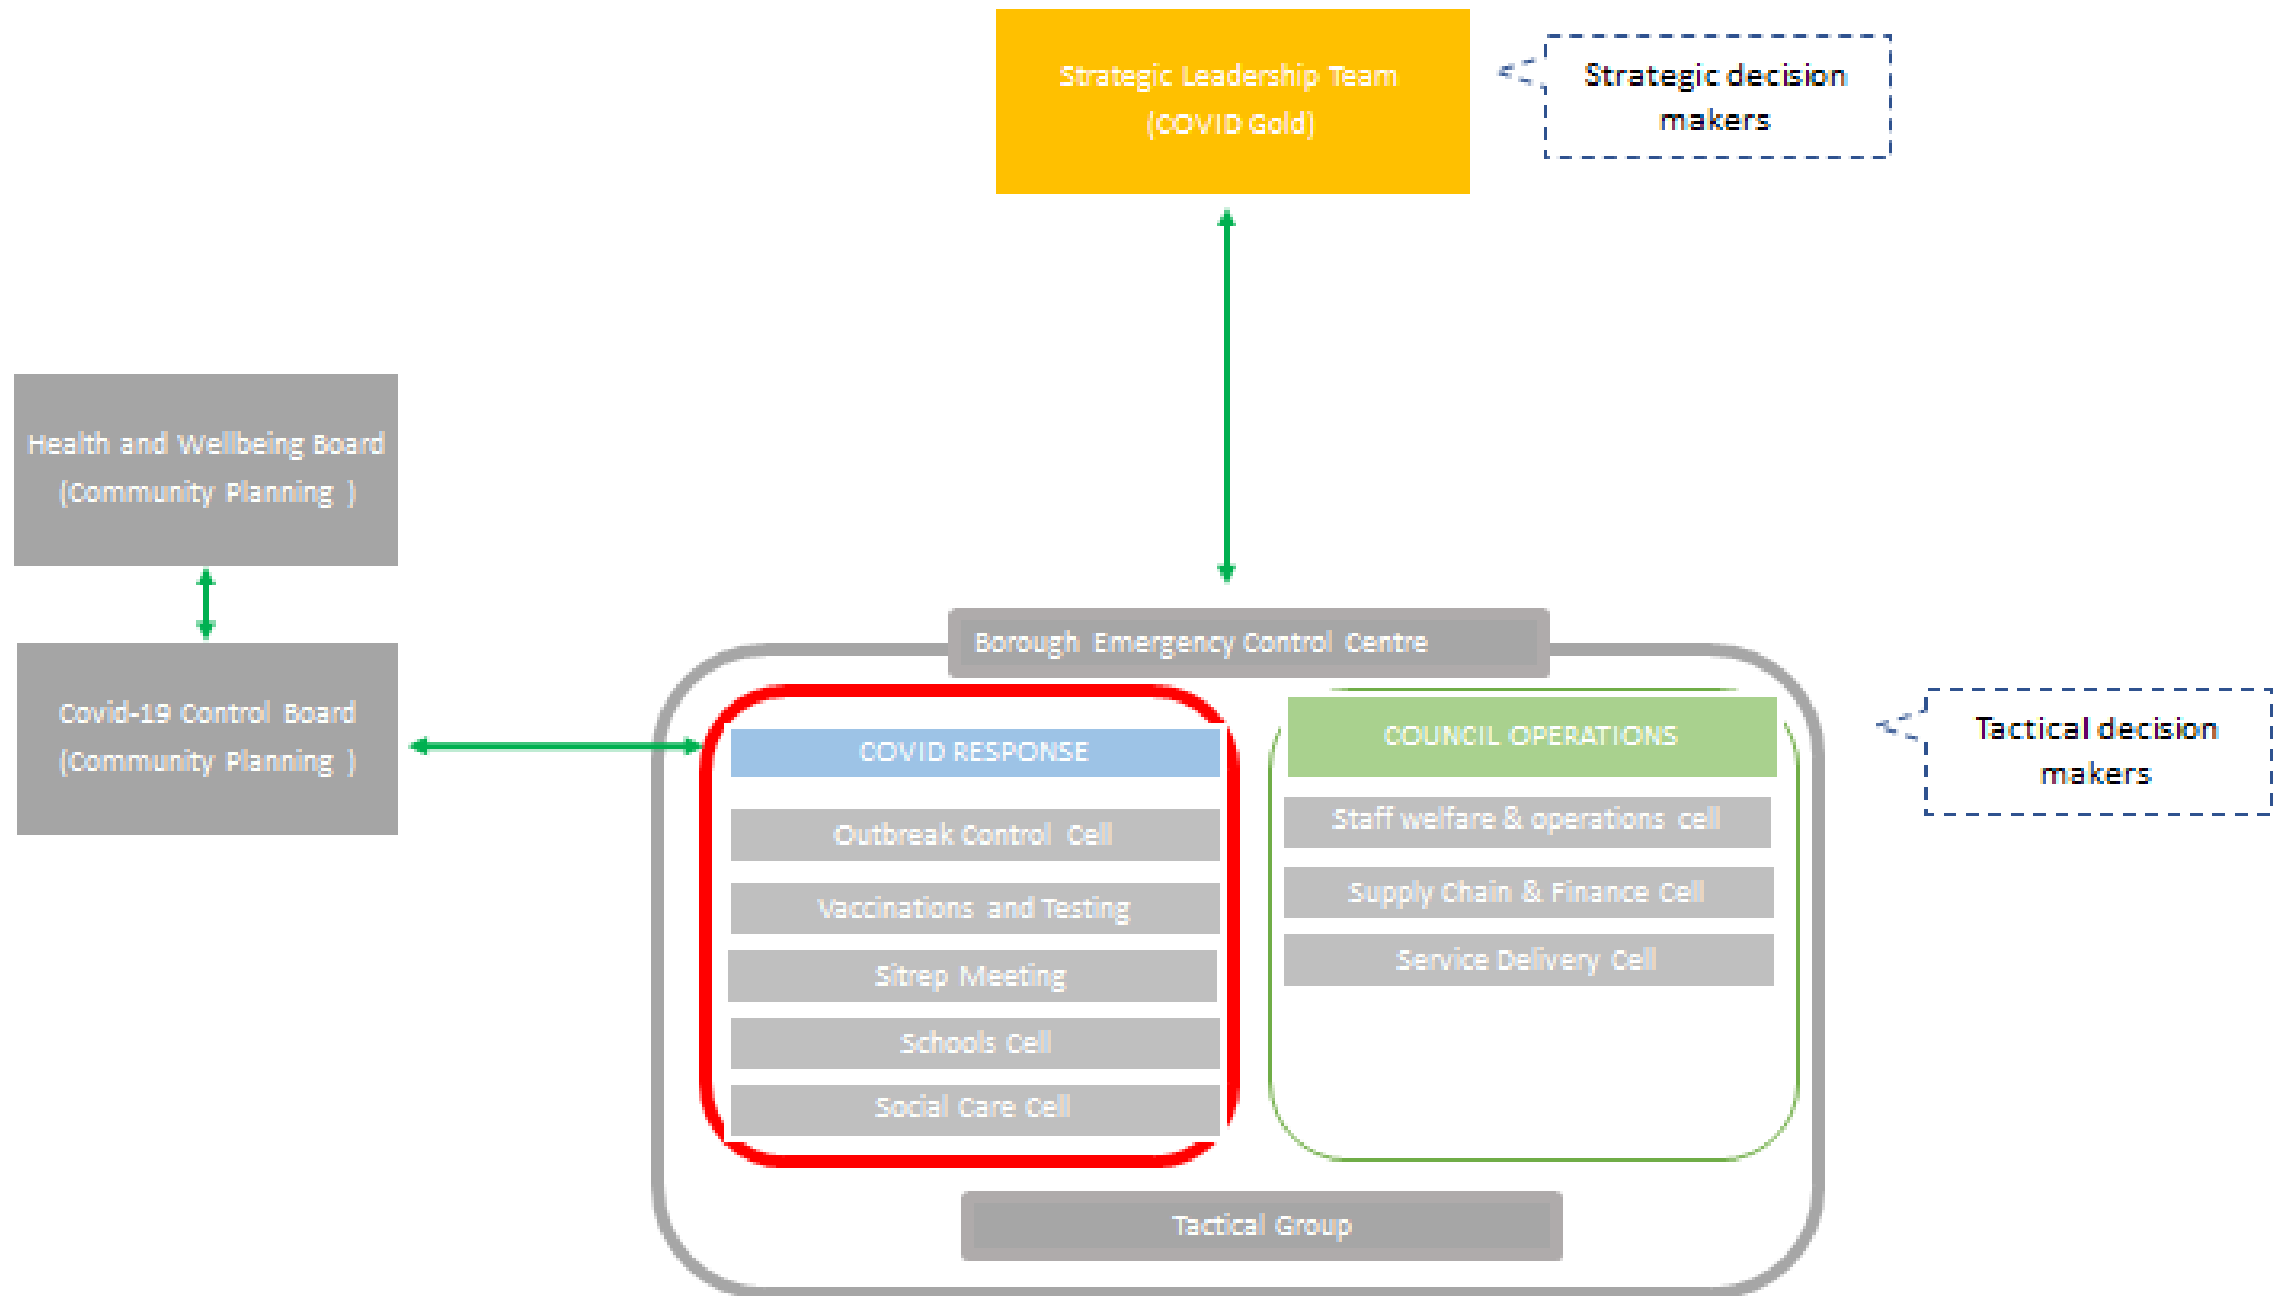 Strategic Leadership Team
(COVID Gold)
Strategic decision
makers
Health and Wellbeing Board
(Community Planning )
Covid-19 Control Board
(Community Planning )
Borough Emergency Control Centre
COVID RESPONSE
Outbreak Control Cell
Vaccinations and Testing
Sitrep Meeting
Schools Cell
Social Care Cell
COUNCIL OPERATIONS
Staff welfare & operations cell
Supply Chain & Finance Cell
Service Delivery Cell
Tactical decision
makers
Tactical Group